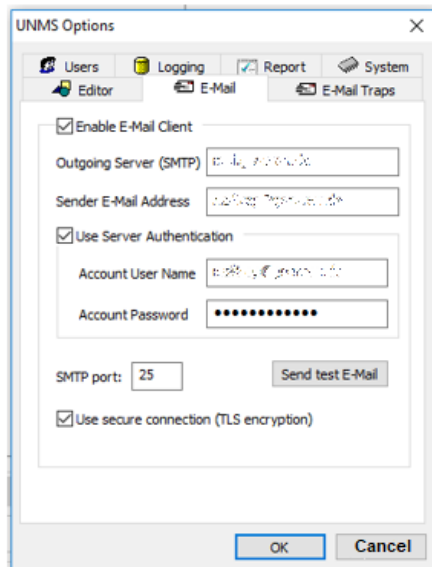 UNMS Options
Users Logging Report System
Editor E-Mail E-Mail Traps
Enable E-Mail Client
Outgoing Server (SMTP)
Sender E-Mail Address
Use Server Authentication
Account User Name
Account Password ●●●●●●●●●●●●
SMTP port: 25 Send test E-Mail
Use secure connection (TLS encryption)
OK Cancel